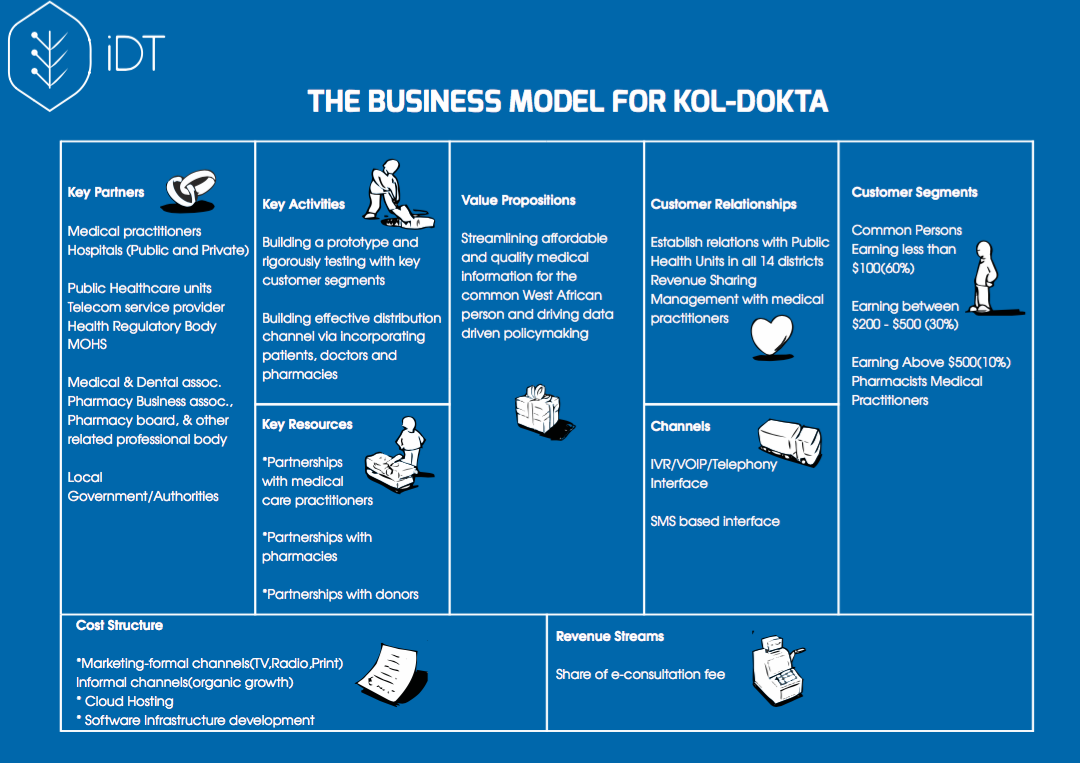 iDT
THE BUSINESS MODEL FOR KOL-DOKTA
Key Partners
Medical practitioners
Hospitals (Public and Private)
Public Healthcare units
Telecom service provider
Health Regulatory Body
MOHS
Medical & Dental assoc.
Pharmacy Business assoc.,
Pharmacy board, & other
related professional body
Local
Government/Authorities
Key Activities
Building a prototype and
rigorously testing with key
customer segments
Building effective distribution
channel via incorporating
patients, doctors and
pharmacies
Key Resources
*Partnerships
with medical
care practitioners
*Partnerships with
pharmacies
*Partnerships with donors
Value Propositions
Streamlining affordable
and quality medical
information for the
common West African
person and driving data
driven policymaking
Customer Relationships
Establish relations with Public
Health Units in all 14 districts
Revenue Sharing
Management with medical
practitioners
Channels
IVR/VOIP/Telephony
Interface
SMS based interface
Customer Segments
Common Persons
Earning less than
$100(60%)
Earning between
$200 - $500 (30%)
Earning Above $500(10%)
Pharmacists Medical
Practitioners
Cost Structure
*Marketing-formal channels(TV,Radio,Print)
Informal channels(organic growth)
* Cloud Hosting
* Software infrastructure development
Revenue Streams
Share of e-consultation fee